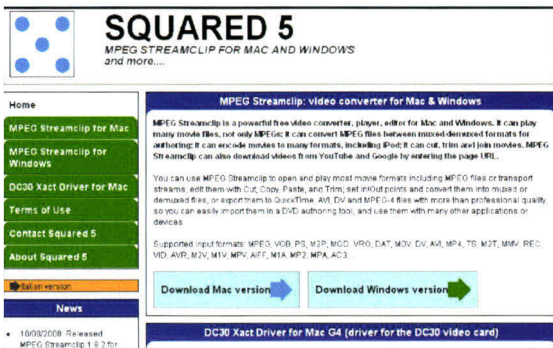 SQUARED 5
MPEG STREAMCLIP FOR MAC AND WINDOWS
and more....
Home
MPEG Streamclip for Mac
MPEG Streamclip for
Windows
DC30 Xact Driver for Mac
Terms of Use
Contact Squared 5
About Squared 5
Italian version
News
10/08/2008: Released
MPEG Streamclip 1.9.2 for
MPEG Streamclip: video converter for Mac & Windows
MPEG Streamclip is a powerful free video converter, player, editor for Mac and Windows. It can play
many movie files, not only MPEGs; it can convert MPEG files between muxed/demuxed formats for
authoring; it can encode movies to many formats, including iPod; it can cut, trim and join movies. MPEG
Streamclip can also download videos from YouTube and Google by entering the page URL.
You can use MPEG Streamclip to open and play most movie formats including MPEG files or transport
streams, edit them with Cut, Copy, Paste, and Trim; set In/Out points and convert them into muxed or
demuxed files, or export them to QuickTime, AVI, DV and MPEG-4 files with more than professional quality,
so you can easily import them in a DVD authoring tool, and use them with many other applications or
devices.
Supported input formats: MPEG, VOB, PS, M2P, MOD, VRO, DAT, MOV, DV, AVI, MP4, TS, M2T, MMV, REC,
VID, AVR, M2V, M1V, MPV, AIFF, M1A, MP2, MPA, AC3.
Download Mac version
Download Windows version
DC30 Xact Driver for Mac G4 (driver for the DC30 video card)